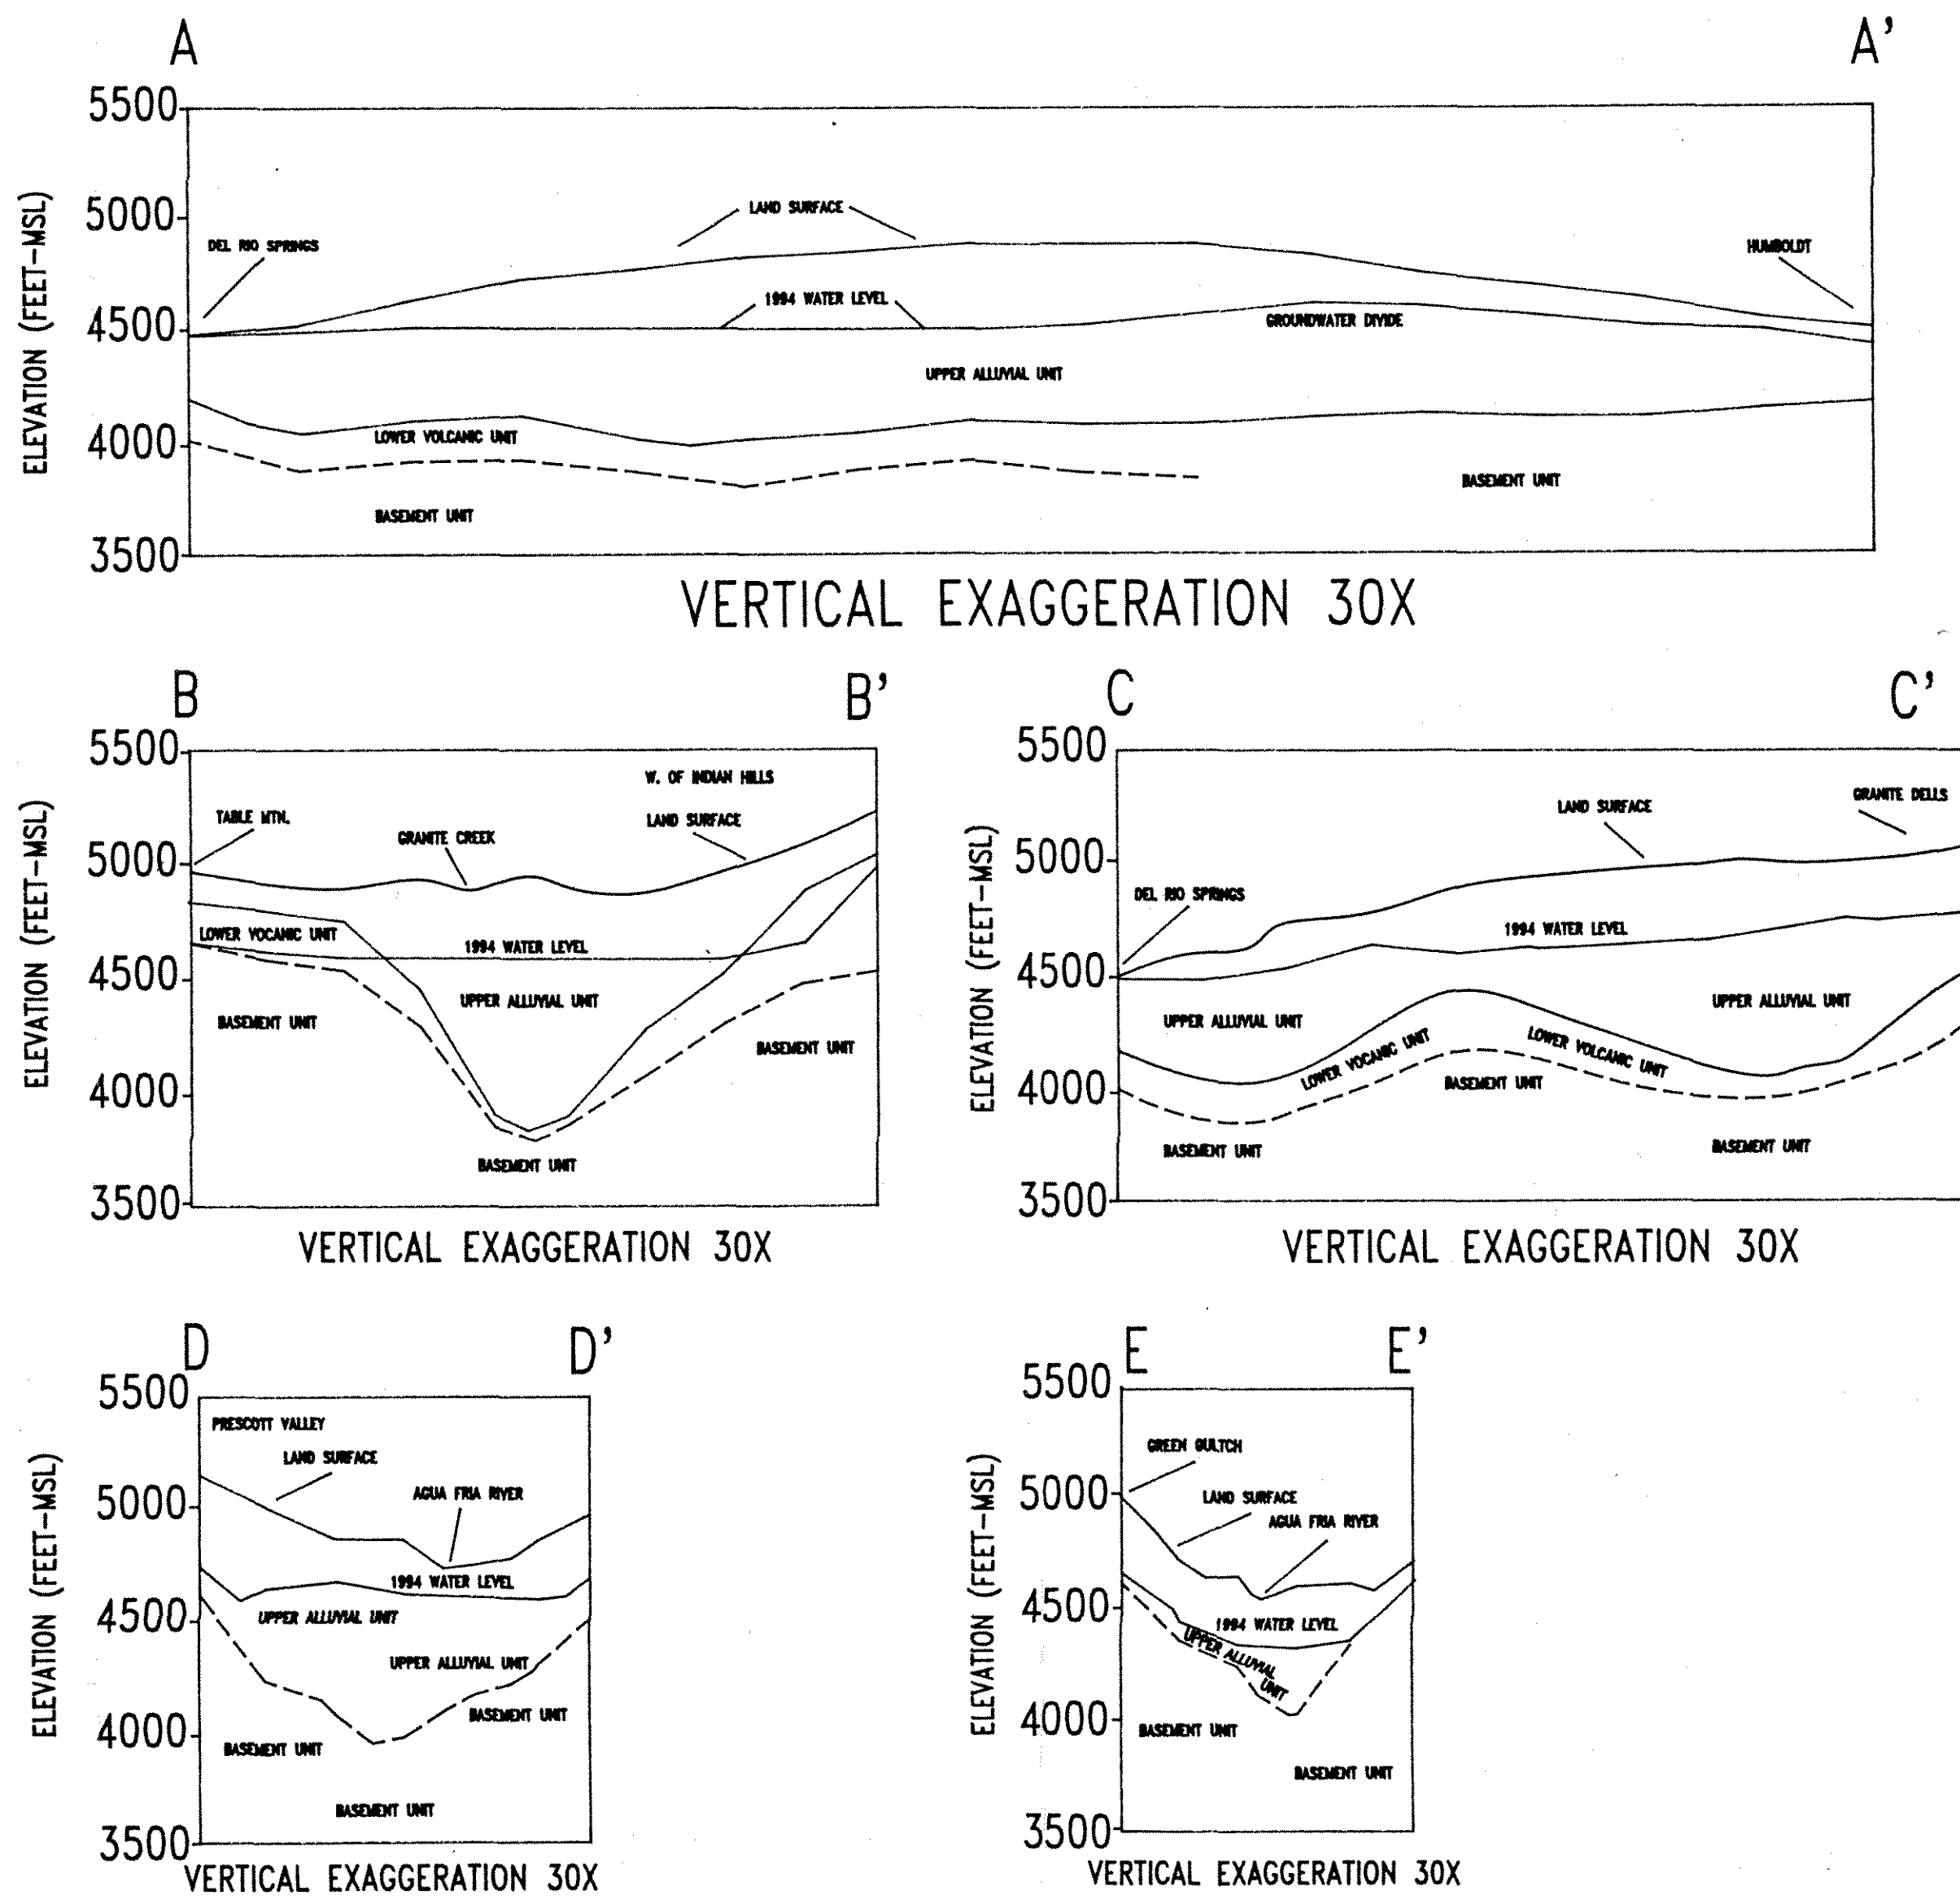 A A'
5500
5000
4500
4000
3500
ELEVATION (FEET-MSL)
LAND SURFACE
DEL RIO SPRINGS
HUMBOLDT
1994 WATER LEVEL
GROUNDWATER DIVIDE
UPPER ALLUVIAL UNIT
LOWER VOLCANIC UNIT
BASEMENT UNIT
BASEMENT UNIT
VERTICAL EXAGGERATION 30X
B B'
5500
5000
4500
4000
3500
ELEVATION (FEET-MSL)
W. OF INDIAN HILLS
TABLE MTN.
GRANITE CREEK
LAND SURFACE
LOWER VOCANIC UNIT
1994 WATER LEVEL
UPPER ALLUVIAL UNIT
BASEMENT UNIT
BASEMENT UNIT
BASEMENT UNIT
VERTICAL EXAGGERATION 30X
C C'
5500
5000
4500
4000
3500
ELEVATION (FEET-MSL)
LAND SURFACE
GRANITE DELLS
DEL RIO SPRINGS
1994 WATER LEVEL
UPPER ALLUVIAL UNIT
UPPER ALLUVIAL UNIT
LOWER VOCANIC UNIT
LOWER VOLCANIC UNIT
BASEMENT UNIT
BASEMENT UNIT
BASEMENT UNIT
VERTICAL EXAGGERATION 30X
D D'
5500
5000
4500
4000
3500
ELEVATION (FEET-MSL)
PRESCOTT VALLEY
LAND SURFACE
AGUA FRIA RIVER
1994 WATER LEVEL
UPPER ALLUVIAL UNIT
UPPER ALLUVIAL UNIT
BASEMENT UNIT
BASEMENT UNIT
BASEMENT UNIT
VERTICAL EXAGGERATION 30X
E E'
5500
5000
4500
4000
3500
ELEVATION (FEET-MSL)
GREEN GULTCH
LAND SURFACE
AGUA FRIA RIVER
1994 WATER LEVEL
UPPER ALLUVIAL
UNIT
BASEMENT UNIT
BASEMENT UNIT
VERTICAL EXAGGERATION 30X